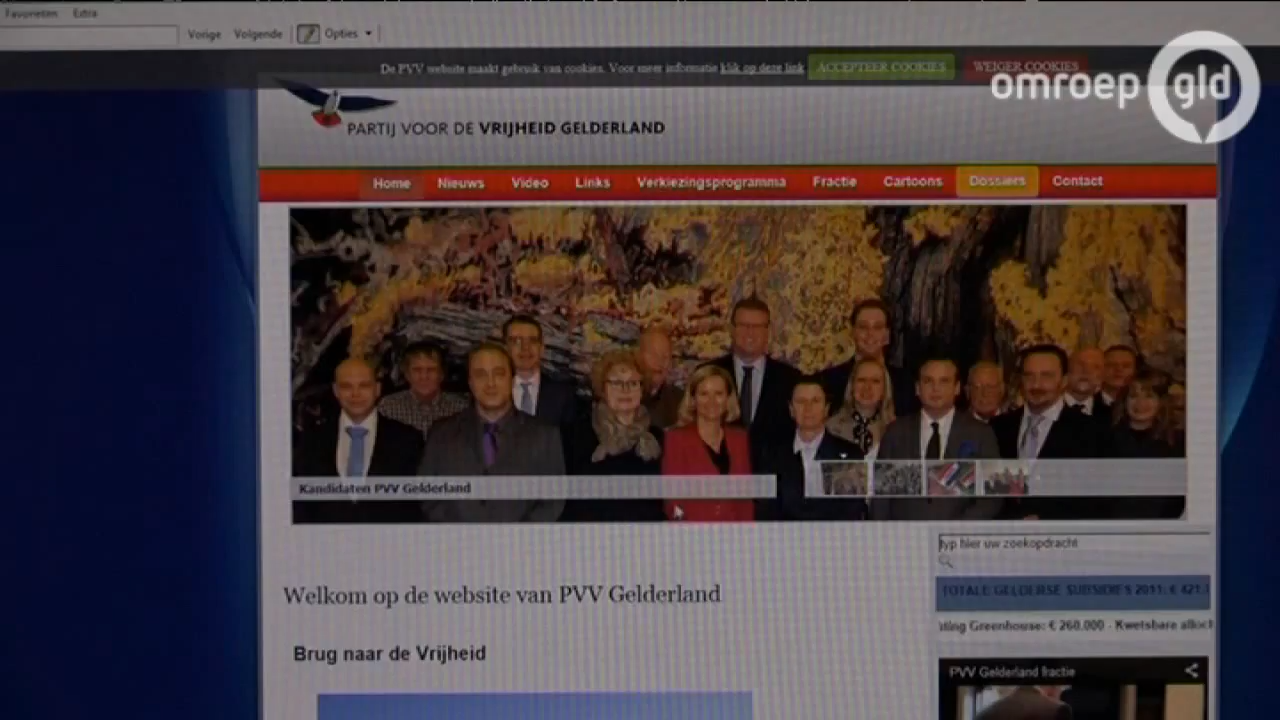 Favorieten Extra
Vorige Volgende Opties
De PVV website maakt gebruik van cookies. Voor meer informatie klik op deze link ACCEPTEER COOKIES WEIGER COOKIES
omroep gld
PARTIJ VOOR DE VRIJHEID GELDERLAND
Home Nieuws Video Links Verkiezingsprogramma Fractie Cartoons Dossiers Contact
Kandidaten PVV Gelderland
typ hier uw zoekopdracht
Welkom op de website van PVV Gelderland
TOTALE GELDERSE SUBSIDIES 2011: € 421.
sting Greenhouse: € 260.000 - Kwetsbare alloch
Brug naar de Vrijheid
PVV Gelderland fractie